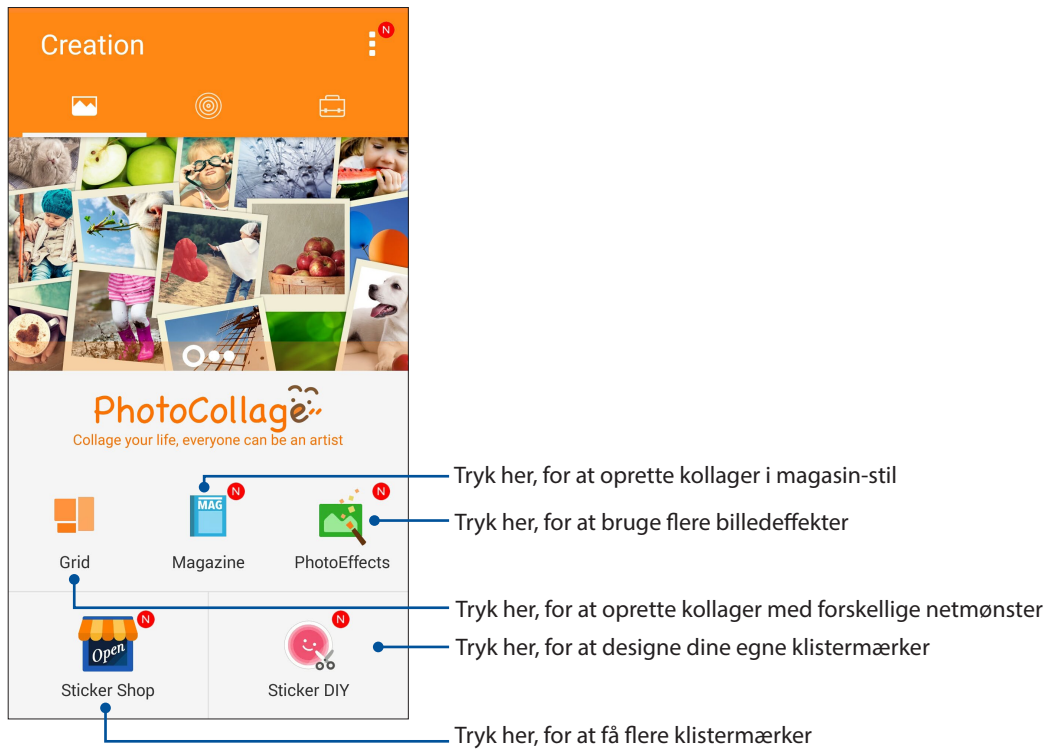 Creation
N
PhotoCollage
Collage your life, everyone can be an artist
Tryk her, for at oprette kollager i magasin-stil
N
N
MAG
Tryk her, for at bruge flere billedeffekter
Grid
Magazine
PhotoEffects
Tryk her, for at oprette kollager med forskellige netmønster
N
N
Open
Tryk her, for at designe dine egne klistermærker
Sticker Shop
Sticker DIY
Tryk her, for at få flere klistermærker